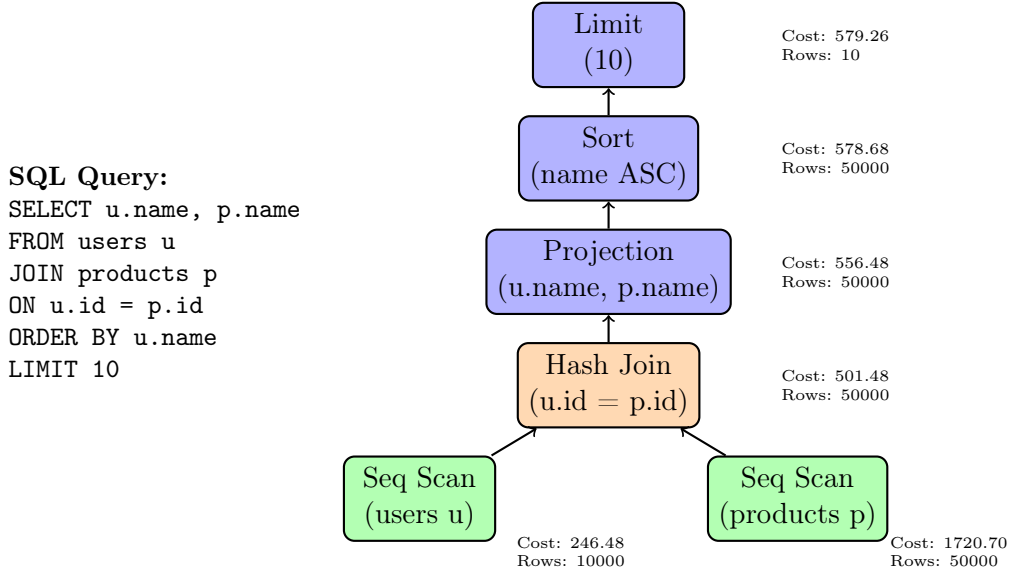 SQL Query:
SELECT u.name, p.name
FROM users u
JOIN products p
ON u.id = p.id
ORDER BY u.name
LIMIT 10
Limit
(10)
Cost: 579.26
Rows: 10
Sort
(name ASC)
Cost: 578.68
Rows: 50000
Projection
(u.name, p.name)
Cost: 556.48
Rows: 50000
Hash Join
(u.id = p.id)
Cost: 501.48
Rows: 50000
Seq Scan
(users u)
Cost: 246.48
Rows: 10000
Seq Scan
(products p)
Cost: 1720.70
Rows: 50000